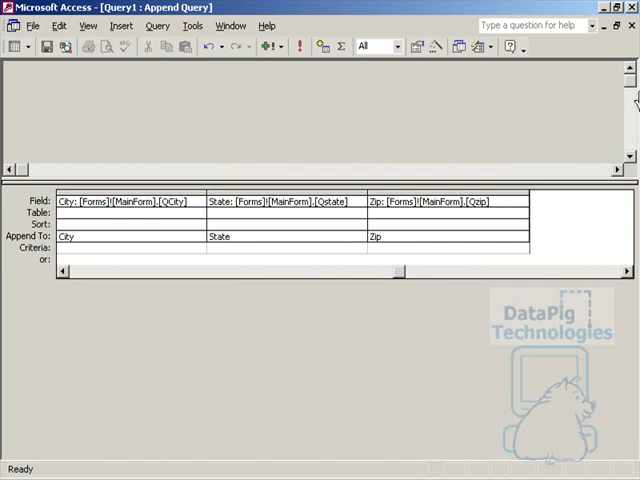 Microsoft Access - [Query1 : Append Query]
File Edit View Insert Query Tools Window Help
Type a question for help
All
Field: City: [Forms]![MainForm].[QCity] State: [Forms]![MainForm].[Qstate] Zip: [Forms]![MainForm].[Qzip]
Table:
Sort:
Append To: City State Zip
Criteria:
or:
DataPig
Technologies
Ready